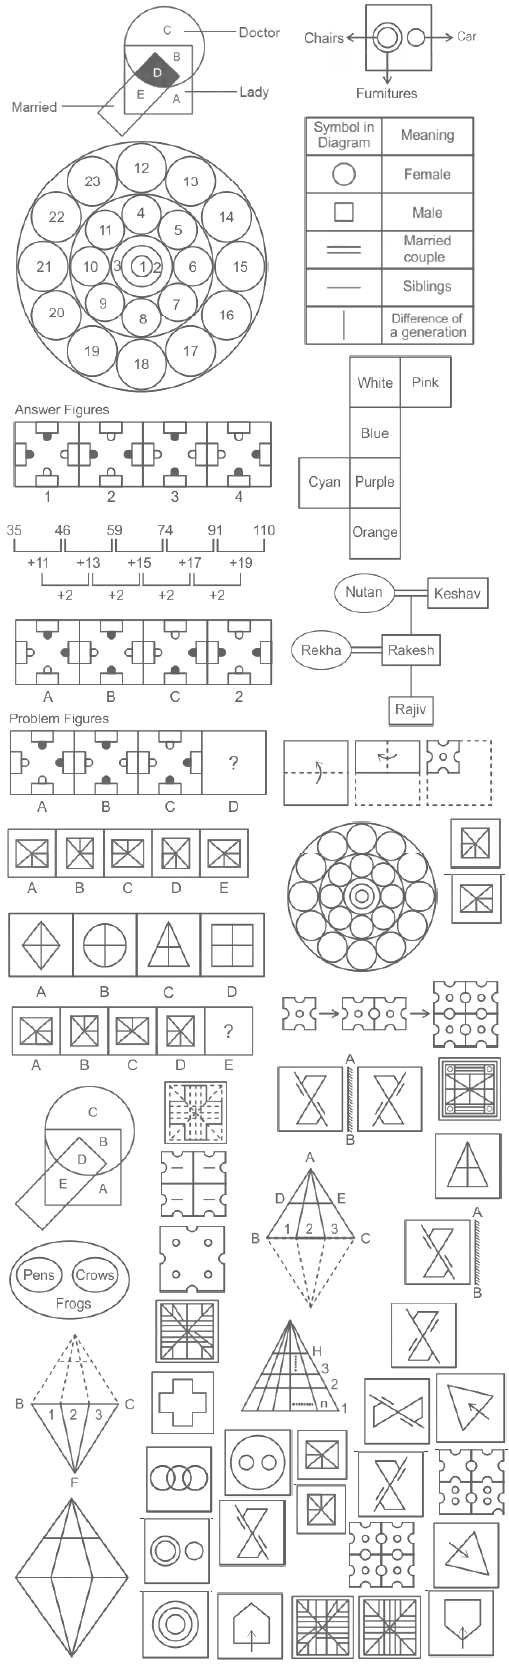 C
Doctor
B
D
E
A
Lady
Married
Chairs
Car
Furnitures
Symbol in Diagram
Meaning
Female
Male
Married couple
Siblings
Difference of a generation
12
23
13
22
4
14
11
5
21
10
3
1
2
6
15
9
7
20
8
16
19
17
18
White
Pink
Blue
Cyan
Purple
Orange
Answer Figures
1
2
3
4
35
46
59
74
91
110
+11
+13
+15
+17
+19
+2
+2
+2
+2
A
B
C
2
Nutan
Keshav
Rekha
Rakesh
Rajiv
Problem Figures
?
A
B
C
D
A
B
C
D
E
A
B
C
D
?
A
B
C
D
E
A
B
C
B
D
E
A
A
D
E
1
2
3
B
C
A
B
Pens
Crows
Frogs
B
1
2
3
C
F
H
3
2
n
1